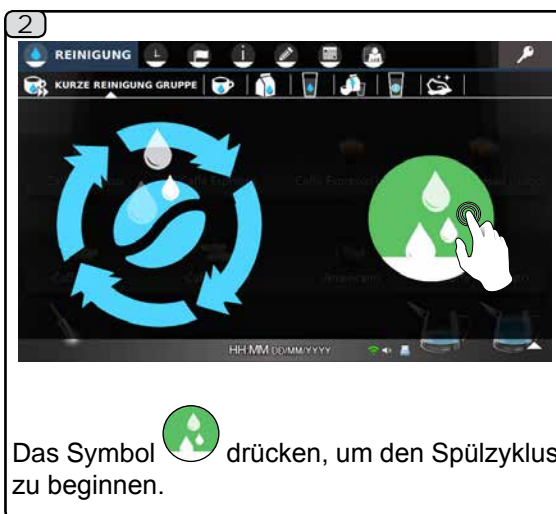 2
REINIGUNG
KURZE REINIGUNG GRUPPE
HH:MM DD/MM/YYYY
Das Symbol drücken, um den Spülzyklus
zu beginnen.